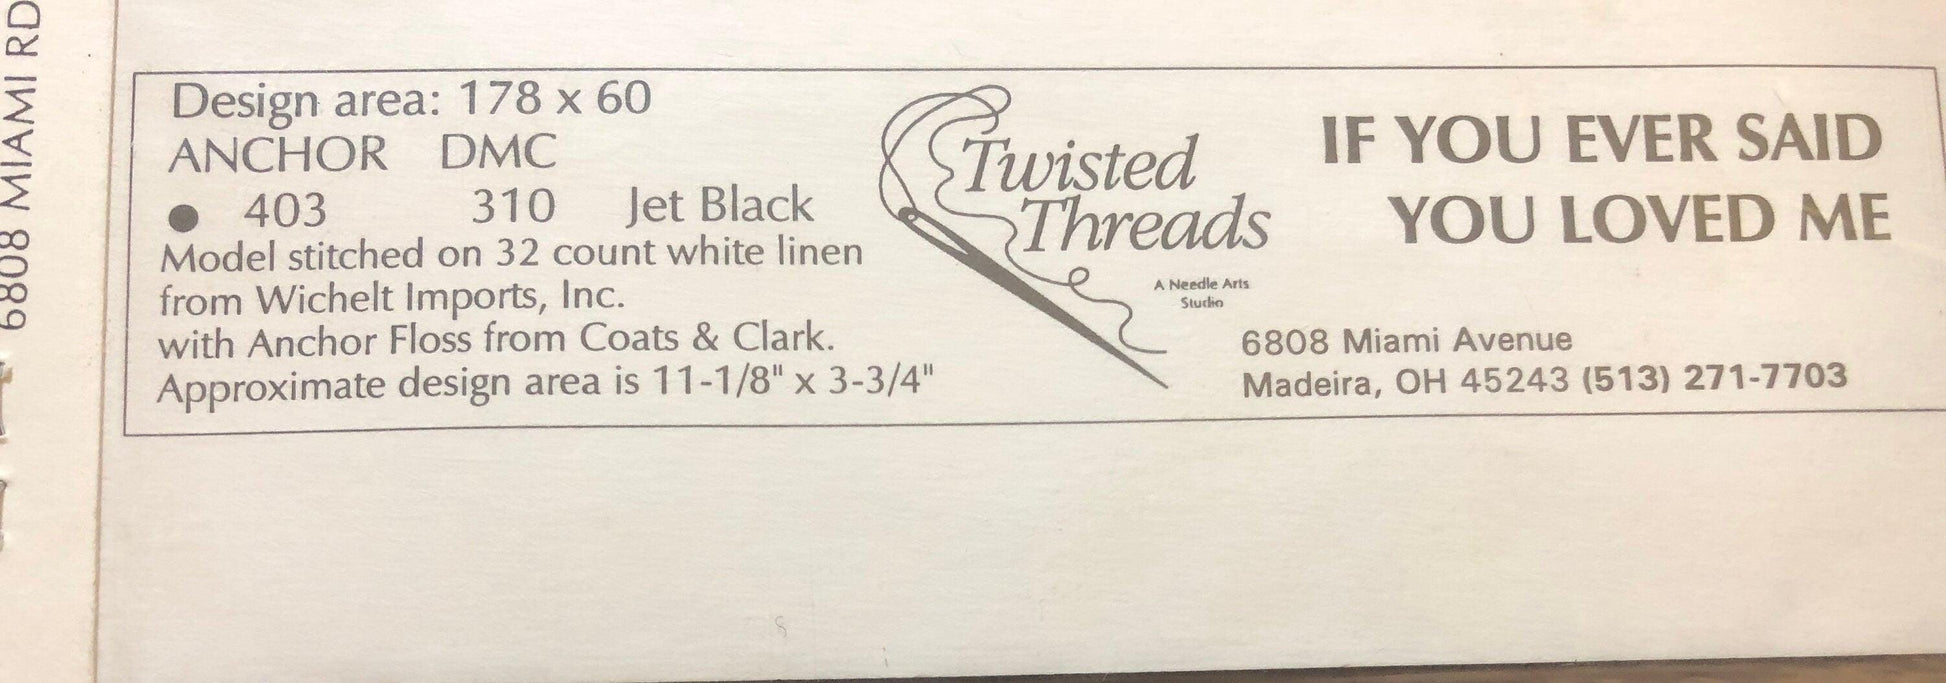 6808 MIAMI RD
Design area: 178 x 60
ANCHOR DMC
● 403 310 Jet Black
Model stitched on 32 count white linen
from Wichelt Imports, Inc.
with Anchor Floss from Coats & Clark.
Approximate design area is 11-1/8" x 3-3/4"
Twisted
Threads
A Needle Arts
Studio
IF YOU EVER SAID
YOU LOVED ME
6808 Miami Avenue
Madeira, OH 45243 (513) 271-7703